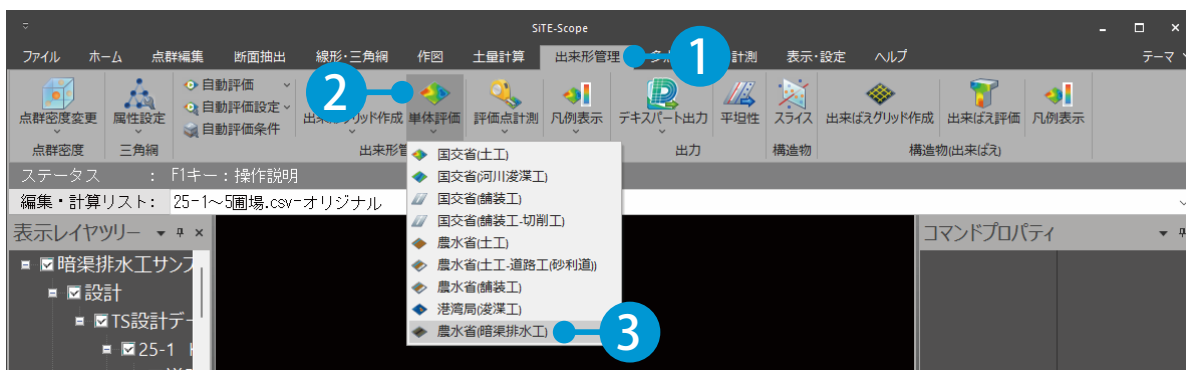 SiTE-Scope
ファイル ホーム 点群編集 断面抽出 線形・三角網 作図 土量計算 出来形管理 1 計測 表示・設定 ヘルプ テーマ
自動評価
2
点群密度変更 属性設定 自動評価設定 単体評価 評価点計測 凡例表示 デキスパート出力 平坦性 スライス 出来ばえグリッド作成 出来ばえ評価 凡例表示
自動評価条件
点群密度 三角網 出力 構造物 構造物(出来ばえ)
ステータス : F1キー:操作説明
編集・計算リスト: 25-1～5圃場.csv-オリジナル
表示レイヤツリー
コマンドプロパティ
暗渠排水工サンプ
設計
TS設計デー
25-1
国交省(土工)
国交省(河川浚渫工)
国交省(舗装工)
国交省(舗装工-切削工)
農水省(土工)
農水省(土工-道路工(砂利道))
農水省(舗装工)
港湾局(浚渫工)
農水省(暗渠排水工) 3